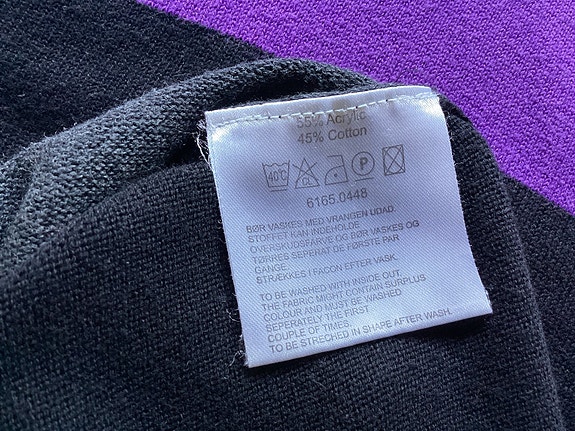 55% Acrylic
45% Cotton
40°C CL P
6165.0448
BØR VASKES MED VRANGEN UDAD.
STOFFET KAN INDEHOLDE
OVERSKUDSFARVE OG BØR VASKES OG
TØRRES SEPERAT DE FØRSTE PAR
GANGE.
STRÆKKES I FACON EFTER VASK.
TO BE WASHED WITH INSIDE OUT.
THE FABRIC MIGHT CONTAIN SURPLUS
COLOUR AND MUST BE WASHED
SEPERATELY THE FIRST
COUPLE OF TIMES.
TO BE STRECHED IN SHAPE AFTER WASH.